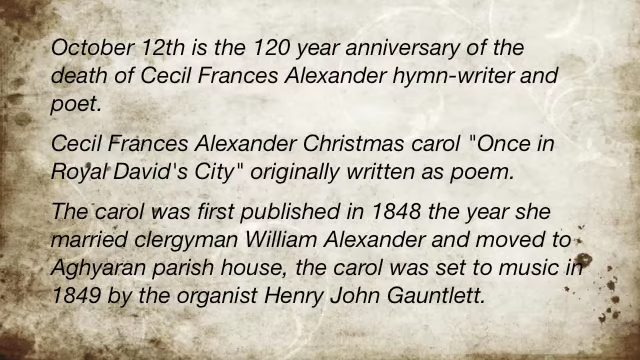 October 12th is the 120 year anniversary of the
death of Cecil Frances Alexander hymn-writer and
poet.
Cecil Frances Alexander Christmas carol "Once in
Royal David's City" originally written as poem.
The carol was first published in 1848 the year she
married clergyman William Alexander and moved to
Aghyaran parish house, the carol was set to music in
1849 by the organist Henry John Gauntlett.